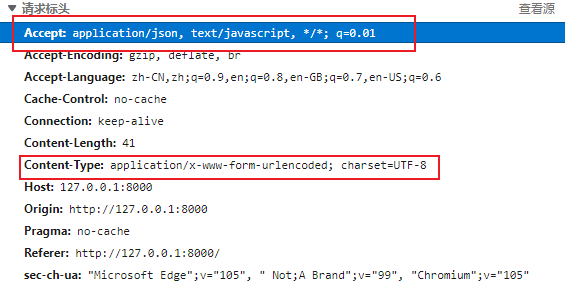 ▼ 请求标头 查看源
Accept: application/json, text/javascript, */*; q=0.01
Accept-Encoding: gzip, deflate, br
Accept-Language: zh-CN,zh;q=0.9,en;q=0.8,en-GB;q=0.7,en-US;q=0.6
Cache-Control: no-cache
Connection: keep-alive
Content-Length: 41
Content-Type: application/x-www-form-urlencoded; charset=UTF-8
Host: 127.0.0.1:8000
Origin: http://127.0.0.1:8000
Pragma: no-cache
Referer: http://127.0.0.1:8000/
sec-ch-ua: "Microsoft Edge";v="105", " Not;A Brand";v="99", "Chromium";v="105"